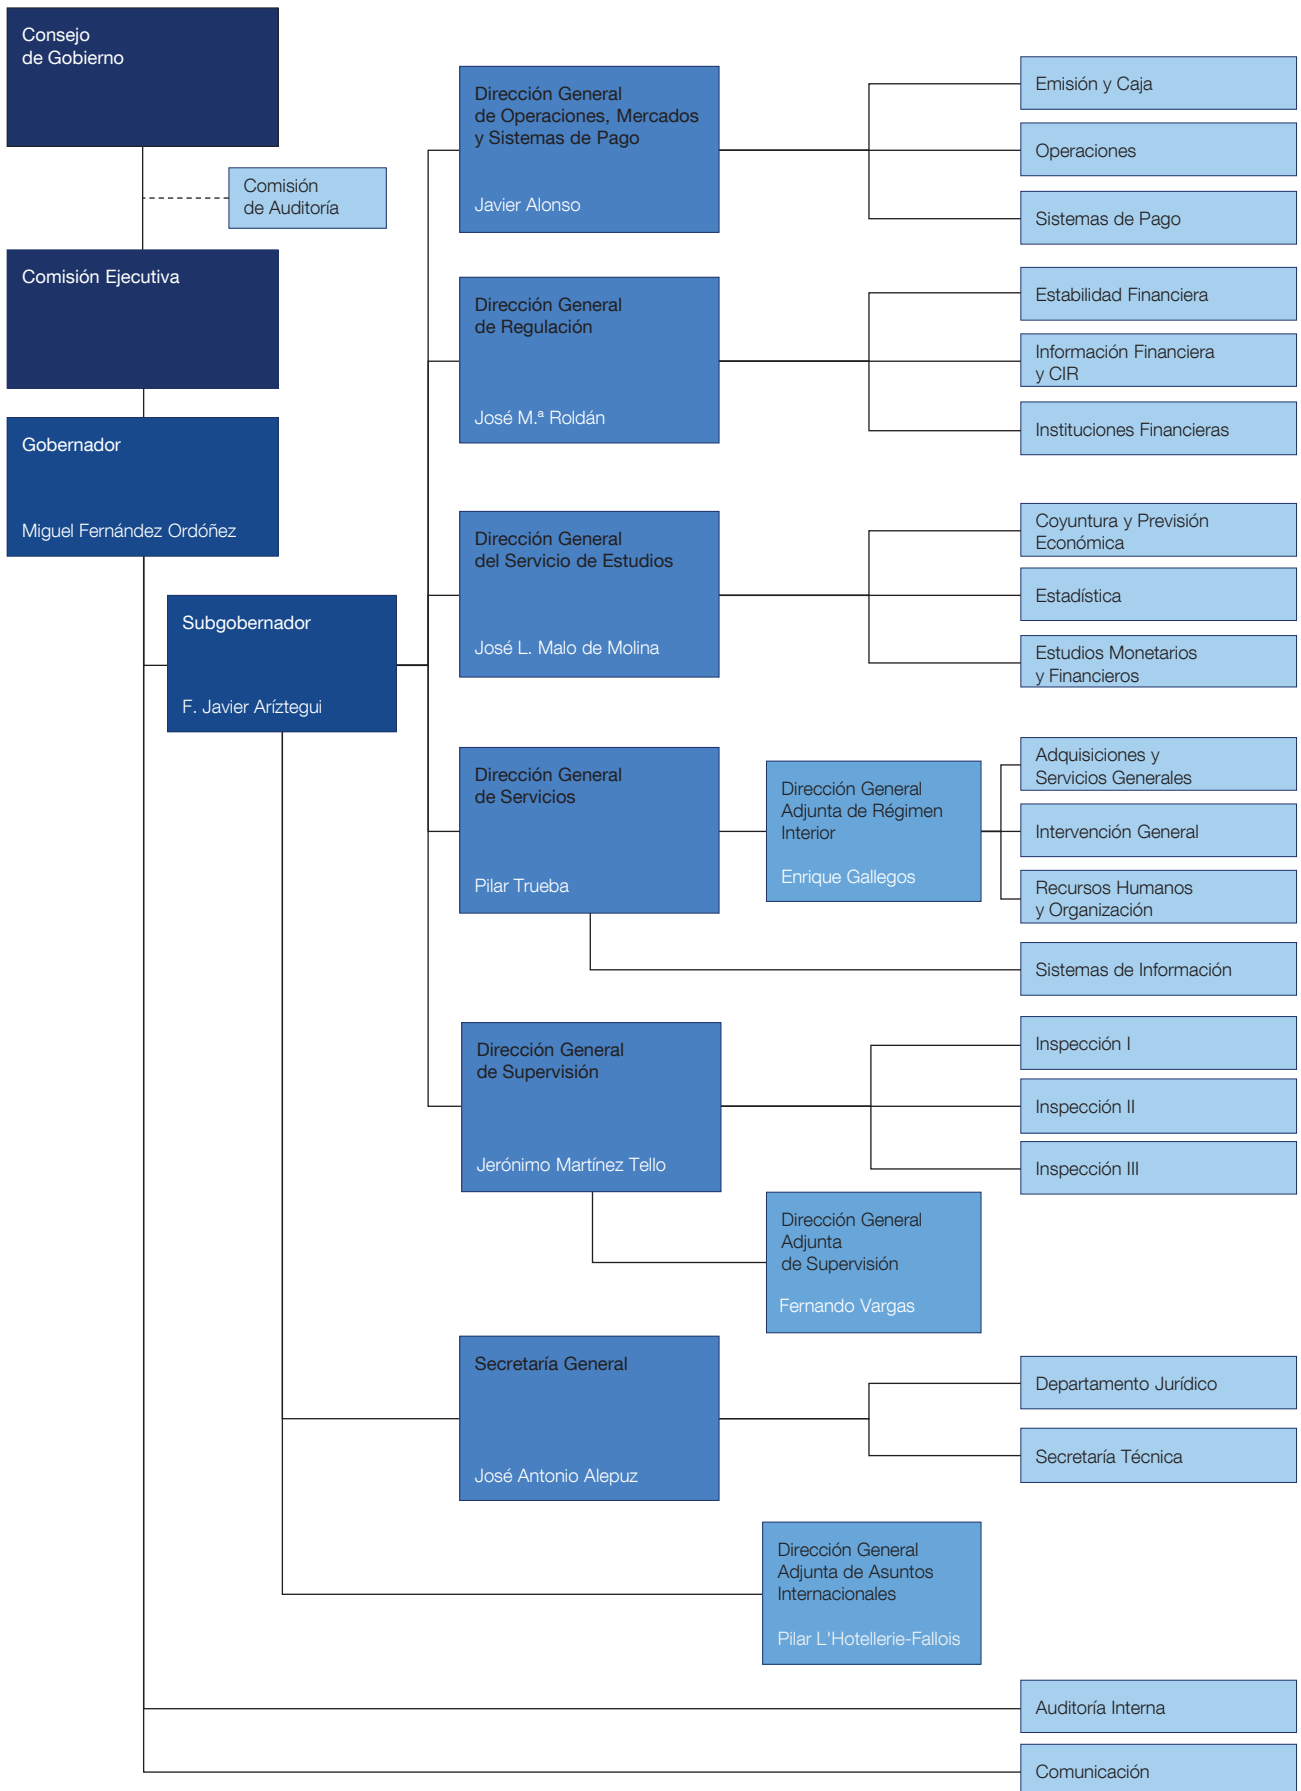 Consejo
de Gobierno
Comisión
de Auditoría
Comisión Ejecutiva
Gobernador
Miguel Fernández Ordóñez
Subgobernador
F. Javier Aríztegui
Dirección General
de Operaciones, Mercados
y Sistemas de Pago
Javier Alonso
Emisión y Caja
Operaciones
Sistemas de Pago
Dirección General
de Regulación
José M.ª Roldán
Estabilidad Financiera
Información Financiera
y CIR
Instituciones Financieras
Dirección General
del Servicio de Estudios
José L. Malo de Molina
Coyuntura y Previsión
Económica
Estadística
Estudios Monetarios
y Financieros
Dirección General
de Servicios
Pilar Trueba
Dirección General
Adjunta de Régimen
Interior
Enrique Gallegos
Adquisiciones y
Servicios Generales
Intervención General
Recursos Humanos
y Organización
Sistemas de Información
Dirección General
de Supervisión
Jerónimo Martínez Tello
Inspección I
Inspección II
Inspección III
Dirección General
Adjunta
de Supervisión
Fernando Vargas
Secretaría General
José Antonio Alepuz
Departamento Jurídico
Secretaría Técnica
Dirección General
Adjunta de Asuntos
Internacionales
Pilar L'Hotellerie-Fallois
Auditoría Interna
Comunicación